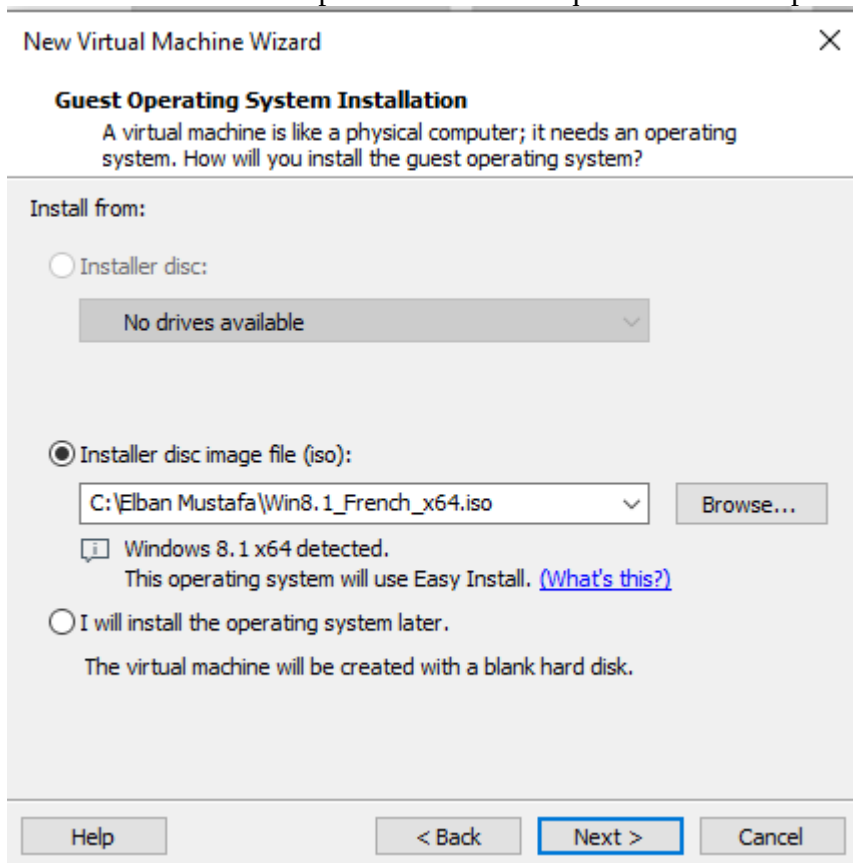 New Virtual Machine Wizard
Guest Operating System Installation
A virtual machine is like a physical computer; it needs an operating
system. How will you install the guest operating system?
Install from:
Installer disc:
No drives available
Installer disc image file (iso):
C:\Elban Mustafa\Win8.1_French_x64.iso
Browse...
Windows 8.1 x64 detected.
This operating system will use Easy Install. (What's this?)
I will install the operating system later.
The virtual machine will be created with a blank hard disk.
Help < Back Next > Cancel